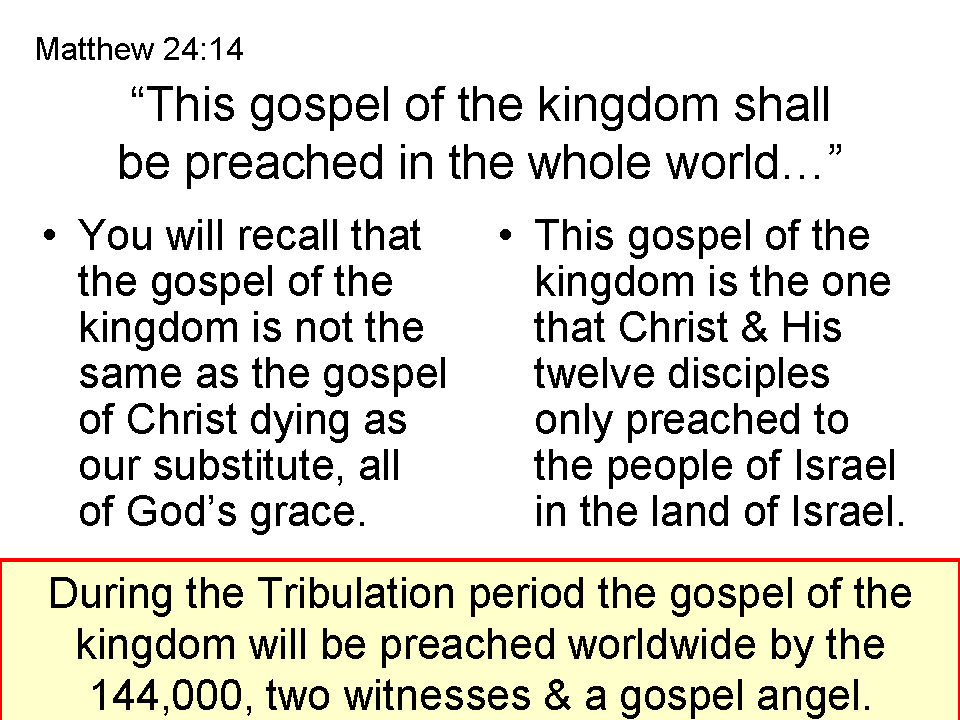 Matthew 24:14
“This gospel of the kingdom shall
be preached in the whole world…”
• You will recall that
the gospel of the
kingdom is not the
same as the gospel
of Christ dying as
our substitute, all
of God’s grace.
• This gospel of the
kingdom is the one
that Christ & His
twelve disciples
only preached to
the people of Israel
in the land of Israel.
During the Tribulation period the gospel of the
kingdom will be preached worldwide by the
144,000, two witnesses & a gospel angel.